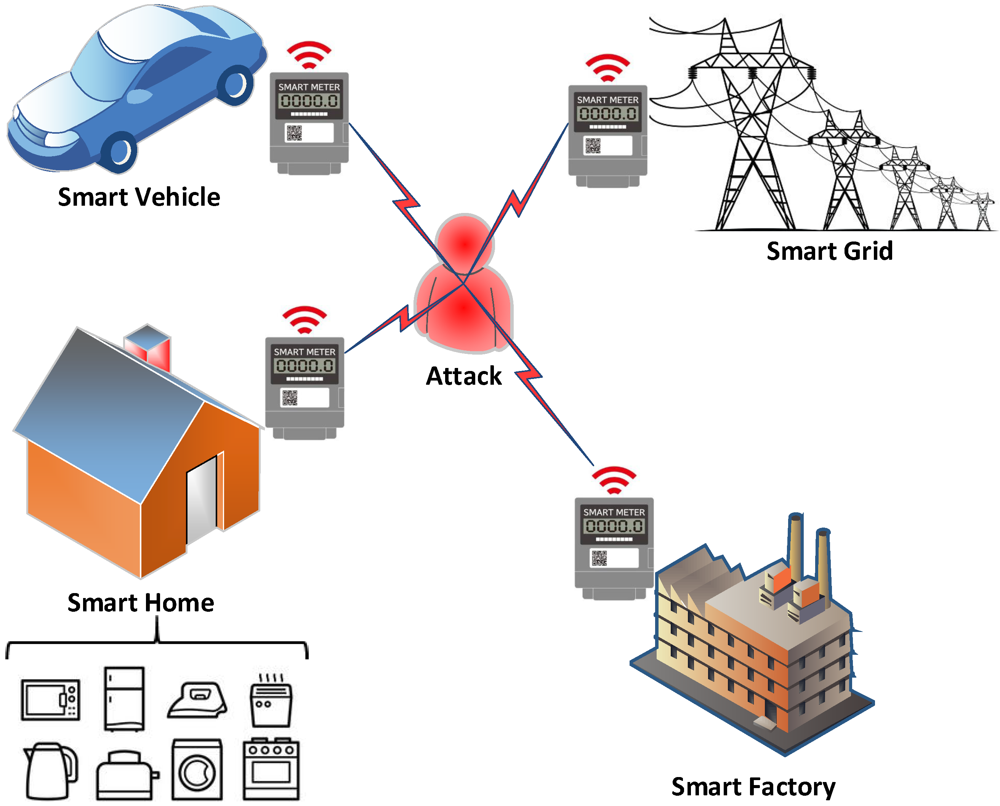 SMART METER
0000.0
SMART METER
0000.0
Smart Vehicle
Smart Grid
SMART METER
0000.0
Attack
SMART METER
0000.0
Smart Home
Smart Factory